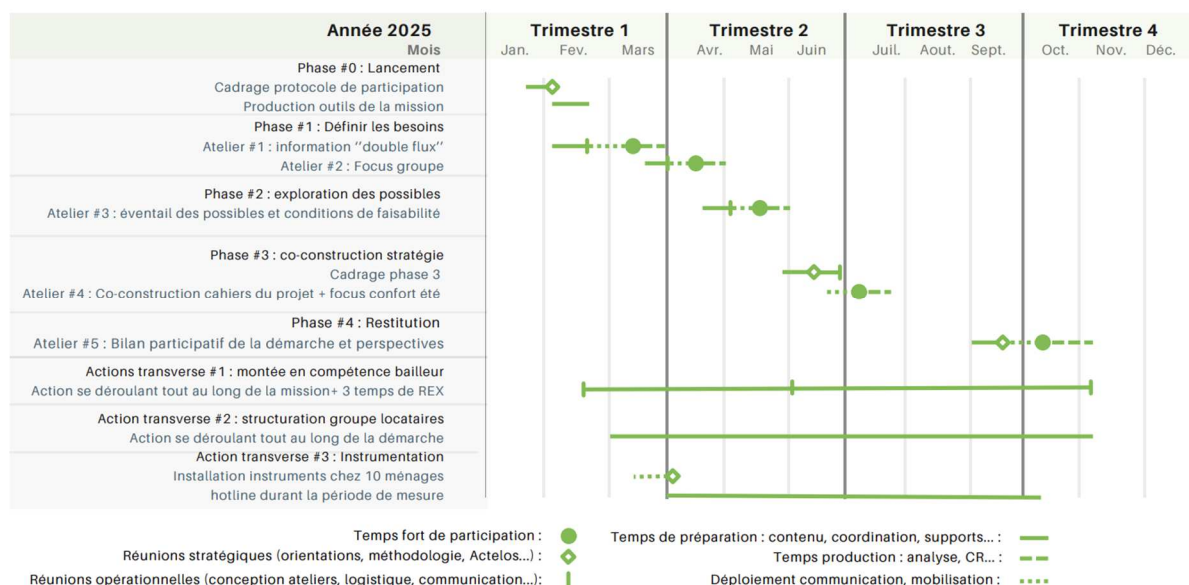 Année 2025
Trimestre 1 Trimestre 2 Trimestre 3 Trimestre 4
Mois Jan. Fev. Mars Avr. Mai Juin Juil. Aout. Sept. Oct. Nov. Déc.
Phase #0 : Lancement
Cadrage protocole de participation
Production outils de la mission
Phase #1 : Définir les besoins
Atelier #1 : information ‘’double flux’’
Atelier #2 : Focus groupe
Phase #2 : exploration des possibles
Atelier #3 : éventail des possibles et conditions de faisabilité
Phase #3 : co-construction stratégie
Cadrage phase 3
Atelier #4 : Co-construction cahiers du projet + focus confort été
Phase #4 : Restitution
Atelier #5 : Bilan participatif de la démarche et perspectives
Actions transverse #1 : montée en compétence bailleur
Action se déroulant tout au long de la mission+ 3 temps de REX
Action transverse #2 : structuration groupe locataires
Action se déroulant tout au long de la démarche
Action transverse #3 : Instrumentation
Installation instruments chez 10 ménages
hotline durant la période de mesure
Temps fort de participation :
Réunions stratégiques (orientations, méthodologie, Actelos...) :
Réunions opérationnelles (conception ateliers, logistique, communication...):
Temps de préparation : contenu, coordination, supports... :
Temps production : analyse, CR... :
Déploiement communication, mobilisation :